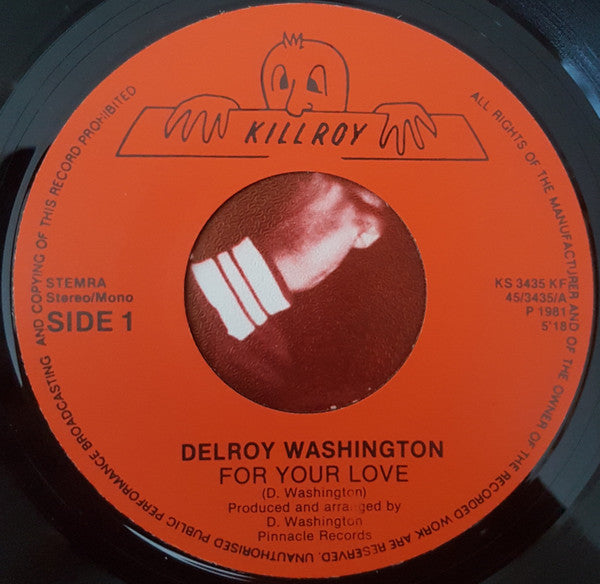 KILLROY
ALL RIGHTS OF THE MANUFACTURER AND OF THE OWNER OF THE RECORDED WORK ARE RESERVED. UNAUTHORISED PUBLIC PERFORMANCE BROADCASTING AND COPYING OF THIS RECORD PROHIBITED
STEMRA
Stereo/Mono
SIDE 1
KS 3435 KF
45/3435/A
P 1981
5'18
DELROY WASHINGTON
FOR YOUR LOVE
(D. Washington)
Produced and arranged by
D. Washington
Pinnacle Records